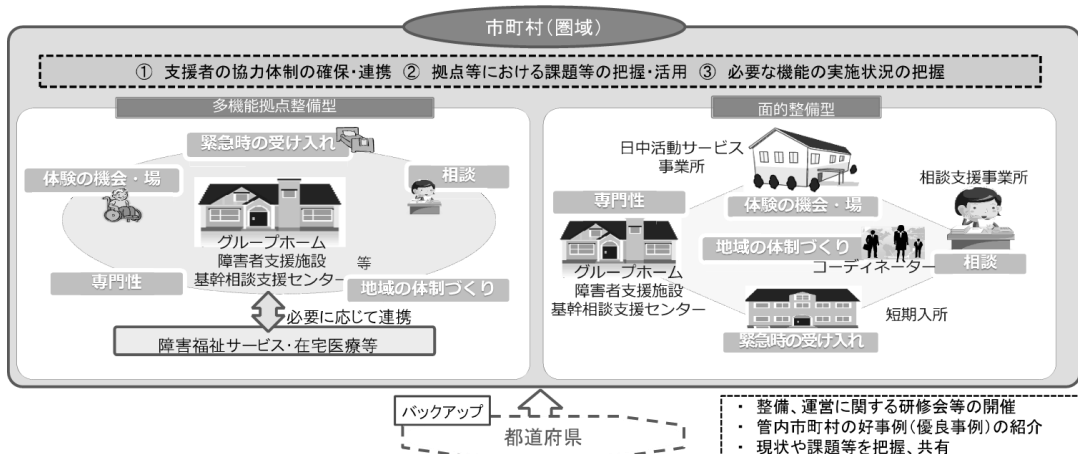 市町村（圏域）
① 支援者の協力体制の確保・連携 ② 拠点等における課題等の把握・活用 ③ 必要な機能の実施状況の把握
多機能拠点整備型
緊急時の受け入れ
体験の機会・場
相談
グループホーム
障害者支援施設 等
基幹相談支援センター
専門性
地域の体制づくり
必要に応じて連携
障害福祉サービス・在宅医療等
面的整備型
日中活動サービス
事業所
相談支援事業所
専門性
体験の機会・場
地域の体制づくり
コーディネーター
相談
グループホーム
障害者支援施設
基幹相談支援センター
短期入所
緊急時の受け入れ
バックアップ
都道府県
・ 整備、運営に関する研修会等の開催
・ 管内市町村の好事例（優良事例）の紹介
・ 現状や課題等を把握、共有